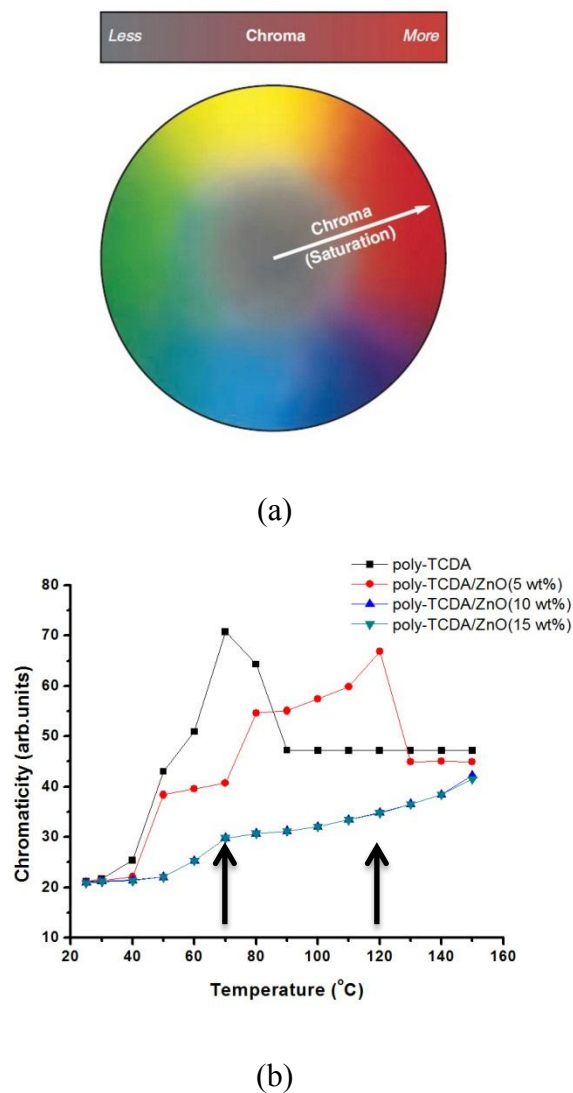 Less Chroma More
Chroma
(Saturation)
(a)
poly-TCDA
poly-TCDA/ZnO(5 wt%)
poly-TCDA/ZnO(10 wt%)
poly-TCDA/ZnO(15 wt%)
80
70
60
50
40
30
20
10
Chromaticity (arb.units)
20 40 60 80 100 120 140 160
Temperature (°C)
(b)